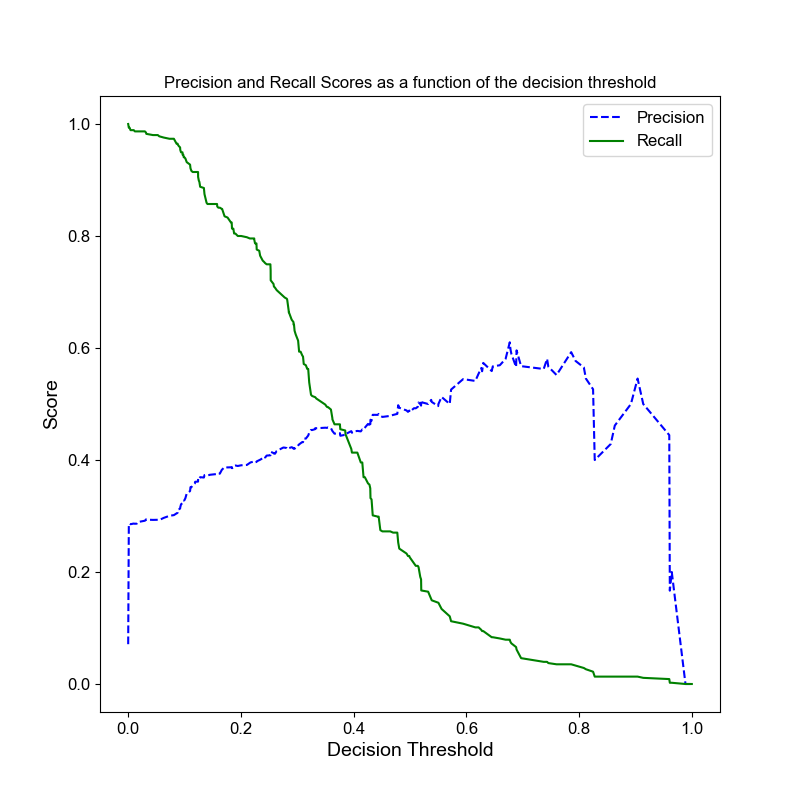 Precision and Recall Scores as a function of the decision threshold
Precision
Recall
1.0
0.8
0.6
0.4
0.2
0.0
Score
0.0 0.2 0.4 0.6 0.8 1.0
Decision Threshold